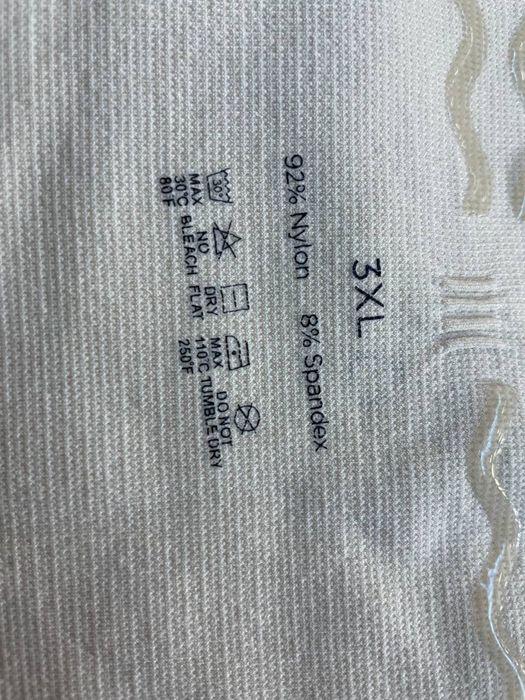 3XL
92% Nylon 8% Spandex
30°
MAX 30°C 80°F
NO BLEACH
DRY FLAT
MAX 110°C 250°F
DO NOT TUMBLE DRY